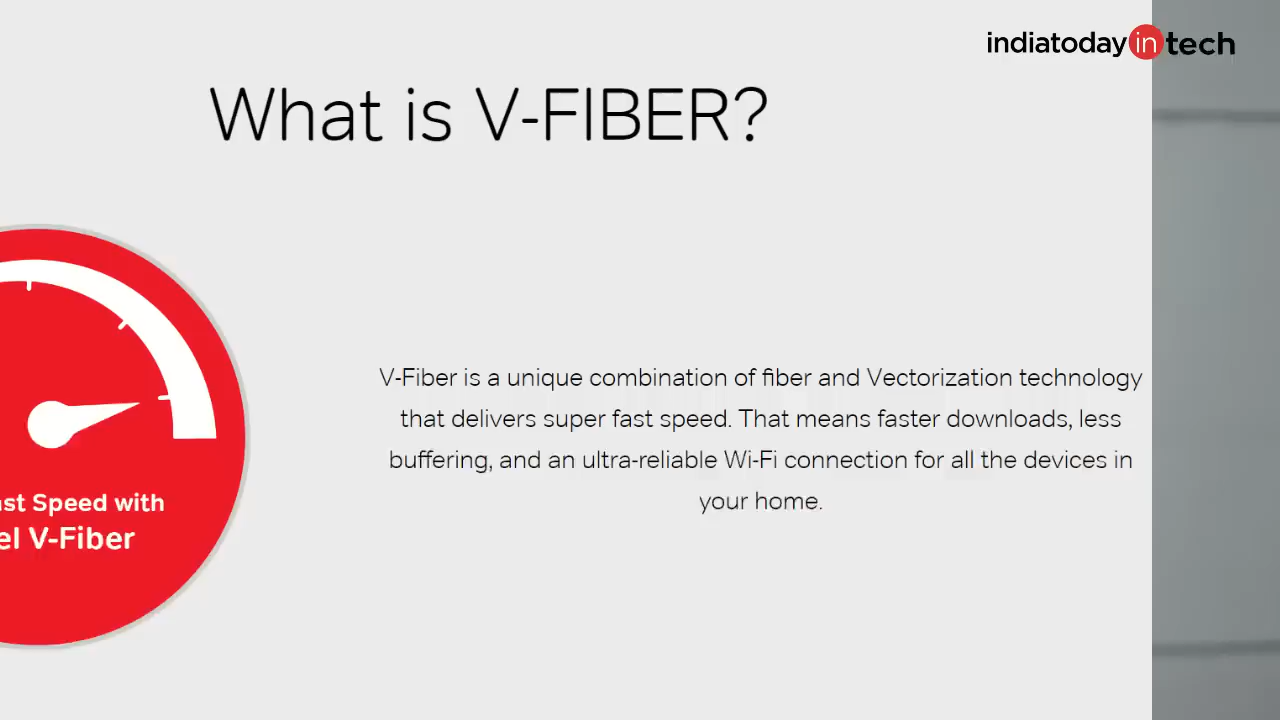 indiatodayintech
What is V-FIBER?
V-Fiber is a unique combination of fiber and Vectorization technology
that delivers super fast speed. That means faster downloads, less
buffering, and an ultra-reliable Wi-Fi connection for all the devices in
your home.
Speed with
V-Fiber